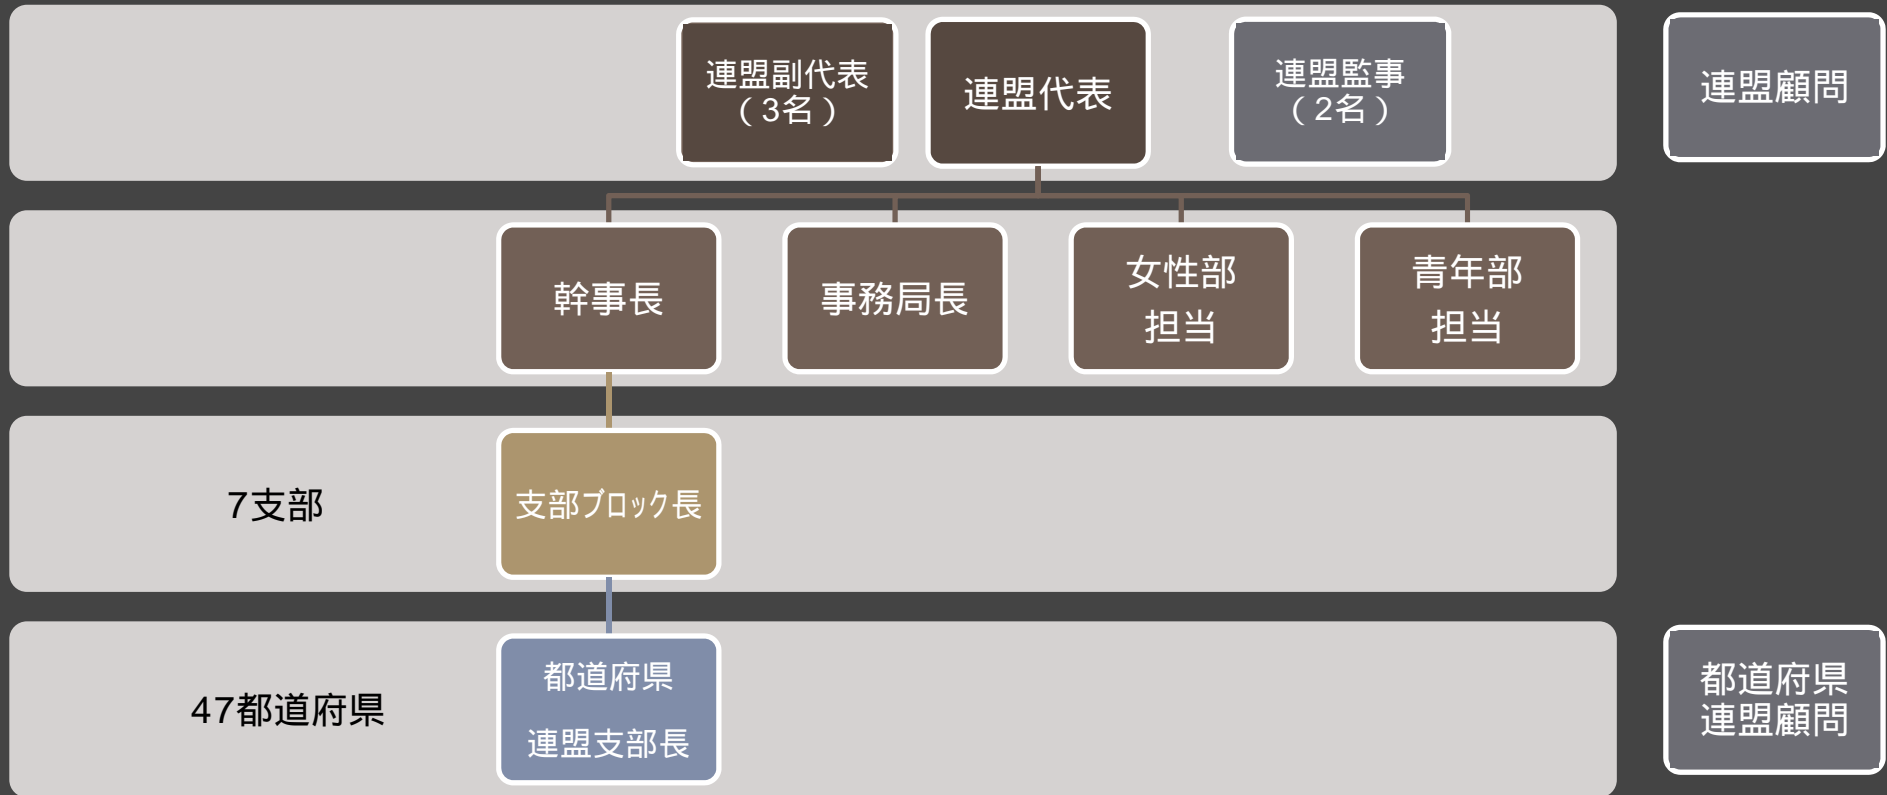 連盟副代表
（3名）
連盟代表
連盟監事
（2名）
連盟顧問
幹事長
事務局長
女性部
担当
青年部
担当
7支部
支部ブロック長
47都道府県
都道府県
連盟支部長
都道府県
連盟顧問